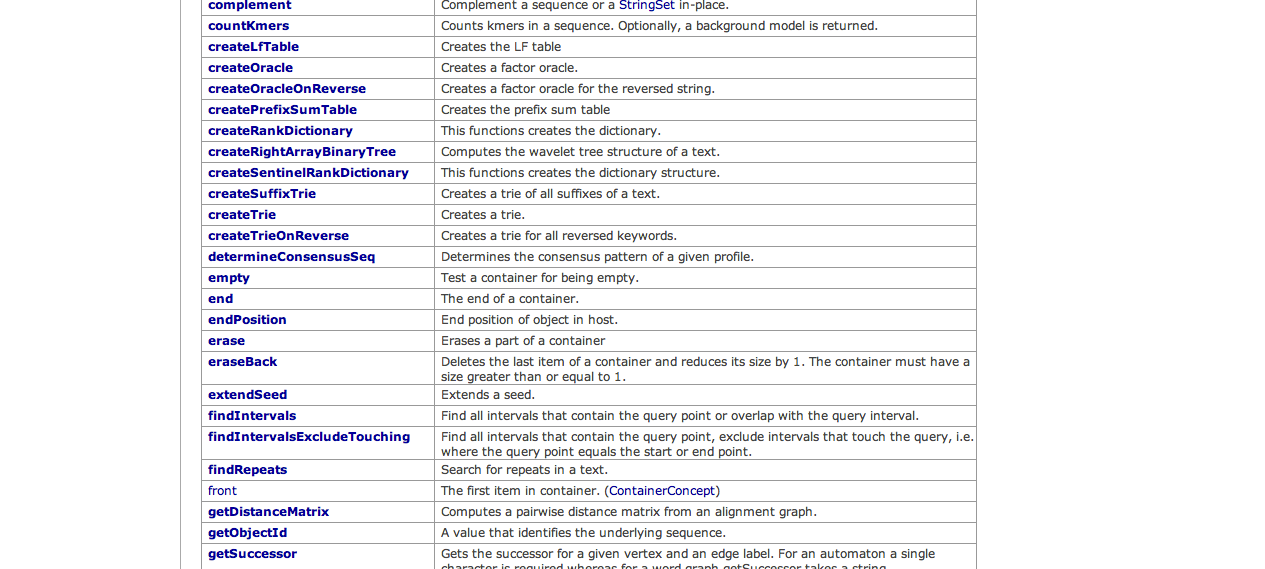 complement Complement a sequence or a StringSet in-place.
countKmers Counts kmers in a sequence. Optionally, a background model is returned.
createLfTable Creates the LF table
createOracle Creates a factor oracle.
createOracleOnReverse Creates a factor oracle for the reversed string.
createPrefixSumTable Creates the prefix sum table
createRankDictionary This functions creates the dictionary.
createRightArrayBinaryTree Computes the wavelet tree structure of a text.
createSentinelRankDictionary This functions creates the dictionary structure.
createSuffixTrie Creates a trie of all suffixes of a text.
createTrie Creates a trie.
createTrieOnReverse Creates a trie for all reversed keywords.
determineConsensusSeq Determines the consensus pattern of a given profile.
empty Test a container for being empty.
end The end of a container.
endPosition End position of object in host.
erase Erases a part of a container
eraseBack Deletes the last item of a container and reduces its size by 1. The container must have a
size greater than or equal to 1.
extendSeed Extends a seed.
findIntervals Find all intervals that contain the query point or overlap with the query interval.
findIntervalsExcludeTouching Find all intervals that contain the query point, exclude intervals that touch the query, i.e.
where the query point equals the start or end point.
findRepeats Search for repeats in a text.
front The first item in container. (ContainerConcept)
getDistanceMatrix Computes a pairwise distance matrix from an alignment graph.
getObjectId A value that identifies the underlying sequence.
getSuccessor Gets the successor for a given vertex and an edge label. For an automaton a single
character is required whereas for a word graph getSuccessor takes a string.